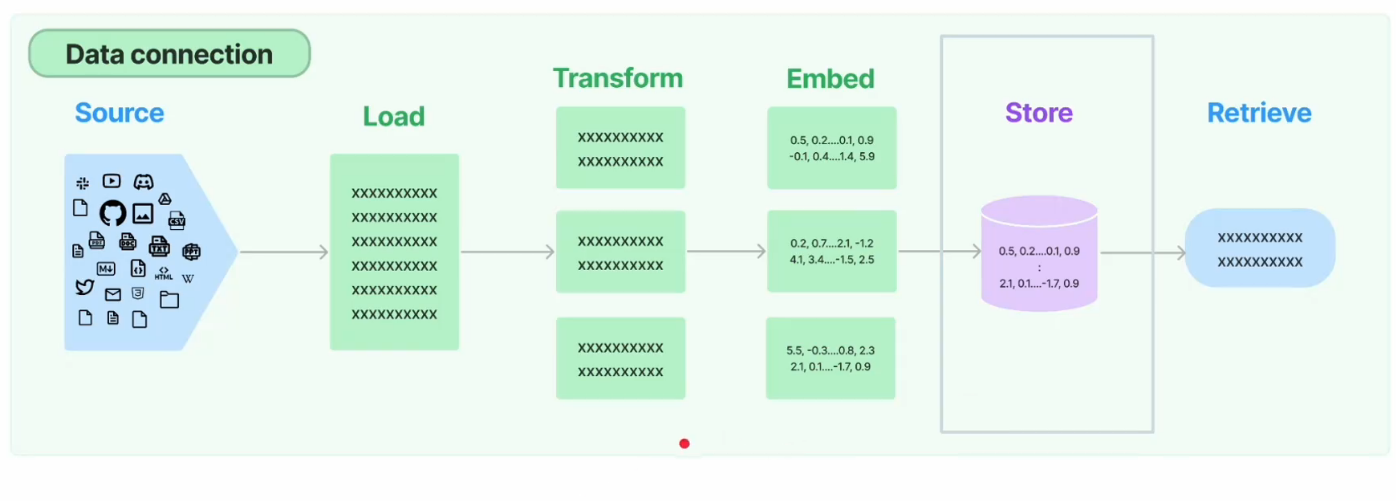 Data connection
Source
Load
Transform
Embed
Store
Retrieve
CSV
TXT
PPT
M
HTML
W
XXXXXXXXXX
XXXXXXXXXX
XXXXXXXXXX
XXXXXXXXXX
XXXXXXXXXX
XXXXXXXXXX
XXXXXXXXXX
XXXXXXXXXX
XXXXXXXXXX
XXXXXXXXXX
XXXXXXXXXX
XXXXXXXXXX
0.5, 0.2....0.1, 0.9
-0.1, 0.4....1.4, 5.9
0.2, 0.7....2.1, -1.2
4.1, 3.4....-1.5, 2.5
5.5, -0.3....0.8, 2.3
2.1, 0.1....-1.7, 0.9
0.5, 0.2....0.1, 0.9
:
2.1, 0.1....-1.7, 0.9
XXXXXXXXXX
XXXXXXXXXX